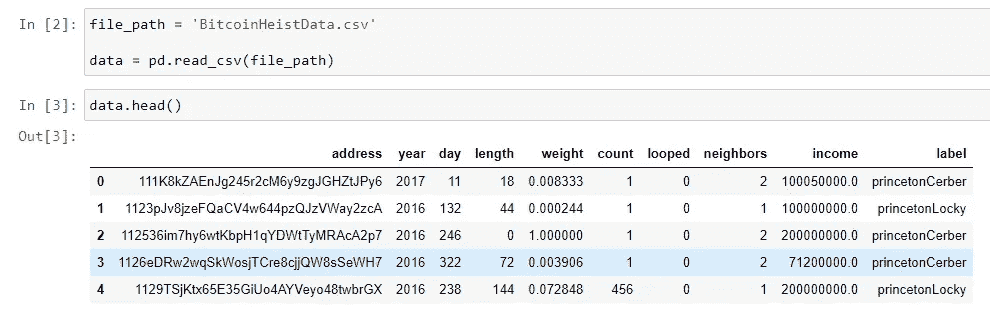 In [2]: file_path = 'BitcoinHeistData.csv'
data = pd.read_csv(file_path)
In [3]: data.head()
Out[3]:
address year day length weight count looped neighbors income label
0 111K8kZAEnJg245r2cM6y9zgJGHZtJPy6 2017 11 18 0.008333 1 0 2 100050000.0 princetonCerber
1 1123pJv8jzeFQaCV4w644pzQJzVWay2zcA 2016 132 44 0.000244 1 0 1 100000000.0 princetonLocky
2 112536im7hy6wtKbpH1qYDWtTyMRAcA2p7 2016 246 0 1.000000 1 0 2 200000000.0 princetonCerber
3 1126eDRw2wqSkWosjTCre8cjjQW8sSeWH7 2016 322 72 0.003906 1 0 2 71200000.0 princetonCerber
4 1129TSjKtx65E35GiUo4AYVeyo48twbrGX 2016 238 144 0.072848 456 0 1 200000000.0 princetonLocky